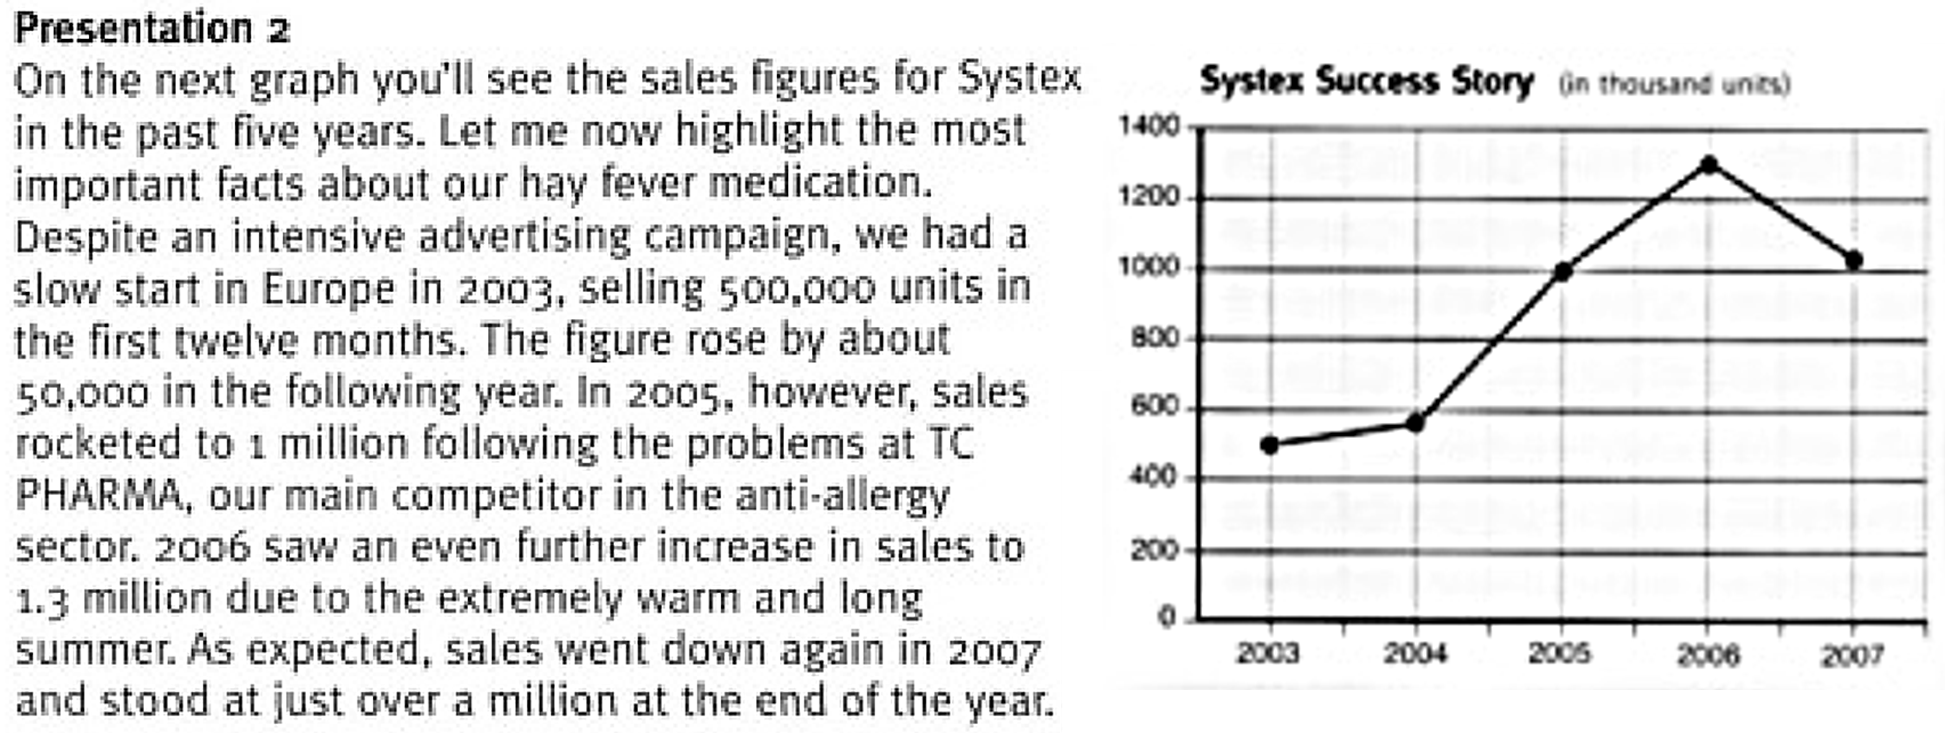 Presentation 2
On the next graph you'll see the sales figures for Systex
in the past five years. Let me now highlight the most
important facts about our hay fever medication.
Despite an intensive advertising campaign, we had a
slow start in Europe in 2003, selling 500,000 units in
the first twelve months. The figure rose by about
50,000 in the following year. In 2005, however, sales
rocketed to 1 million following the problems at TC
PHARMA, our main competitor in the anti-allergy
sector. 2006 saw an even further increase in sales to
1.3 million due to the extremely warm and long
summer. As expected, sales went down again in 2007
and stood at just over a million at the end of the year.
Systex Success Story (in thousand units)
1400
1200
1000
800
600
400
200
0
2003 2004 2005 2006 2007